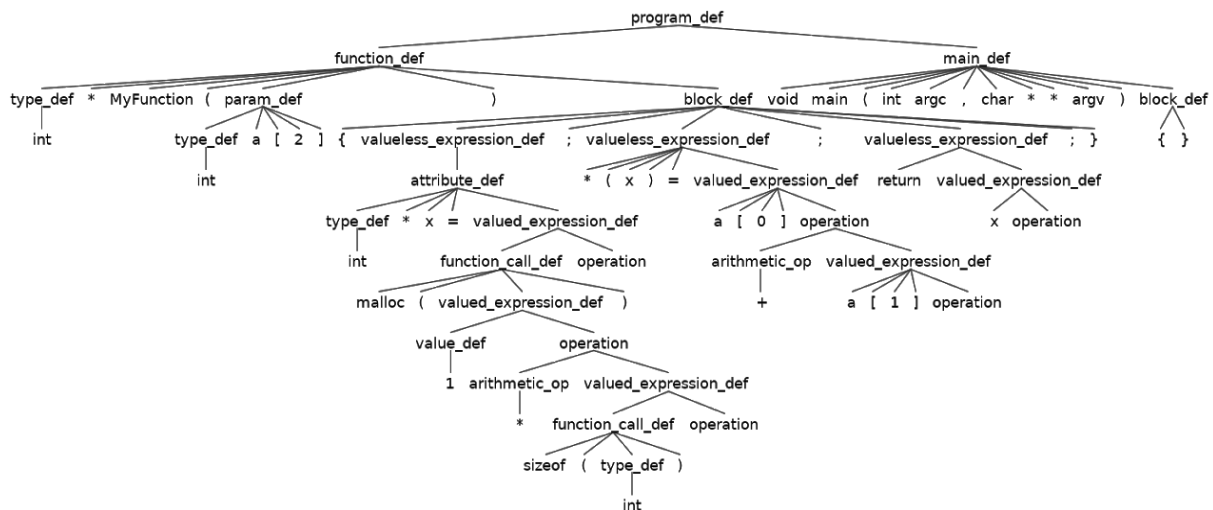 program_def
function_def main_def
type_def * MyFunction ( param_def ) block_def void main ( int argc , char * * argv ) block_def
int type_def a [ 2 ] { valueless_expression_def ; valueless_expression_def ; valueless_expression_def ; } { }
int attribute_def * ( x ) = valued_expression_def return valued_expression_def
type_def * x = valued_expression_def a [ 0 ] operation x operation
int function_call_def operation arithmetic_op valued_expression_def
malloc ( valued_expression_def ) + a [ 1 ] operation
value_def operation
1 arithmetic_op valued_expression_def
* function_call_def operation
sizeof ( type_def )
int